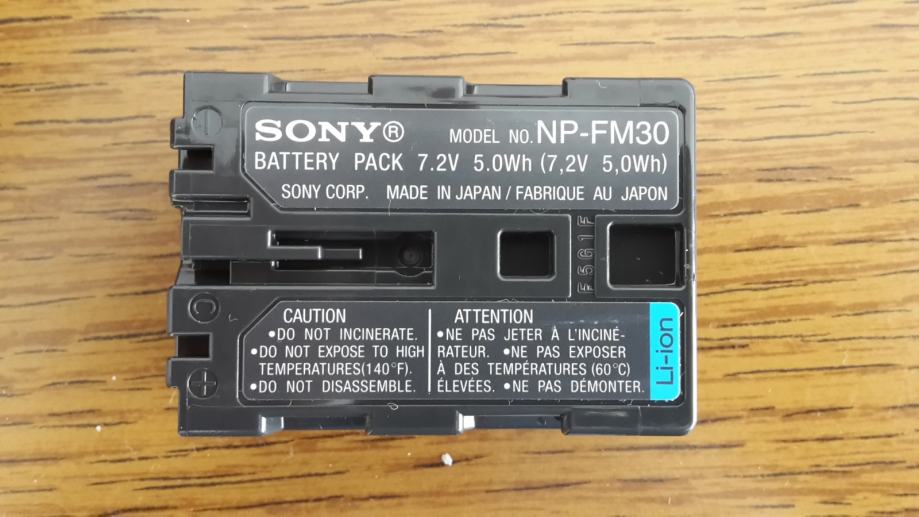 SONY® MODEL NO. NP-FM30
BATTERY PACK 7.2V 5.0Wh (7,2V 5,0Wh)
SONY CORP. MADE IN JAPAN / FABRIQUE AU JAPON
F5G1F
C
CAUTION
•DO NOT INCINERATE.
•DO NOT EXPOSE TO HIGH
TEMPERATURES(140°F).
•DO NOT DISASSEMBLE.
ATTENTION
•NE PAS JETER À L'INCINÉ-
RATEUR. •NE PAS EXPOSER
À DES TEMPÉRATURES (60°C)
ÉLEVÉES. •NE PAS DÉMONTER.
Li-ion